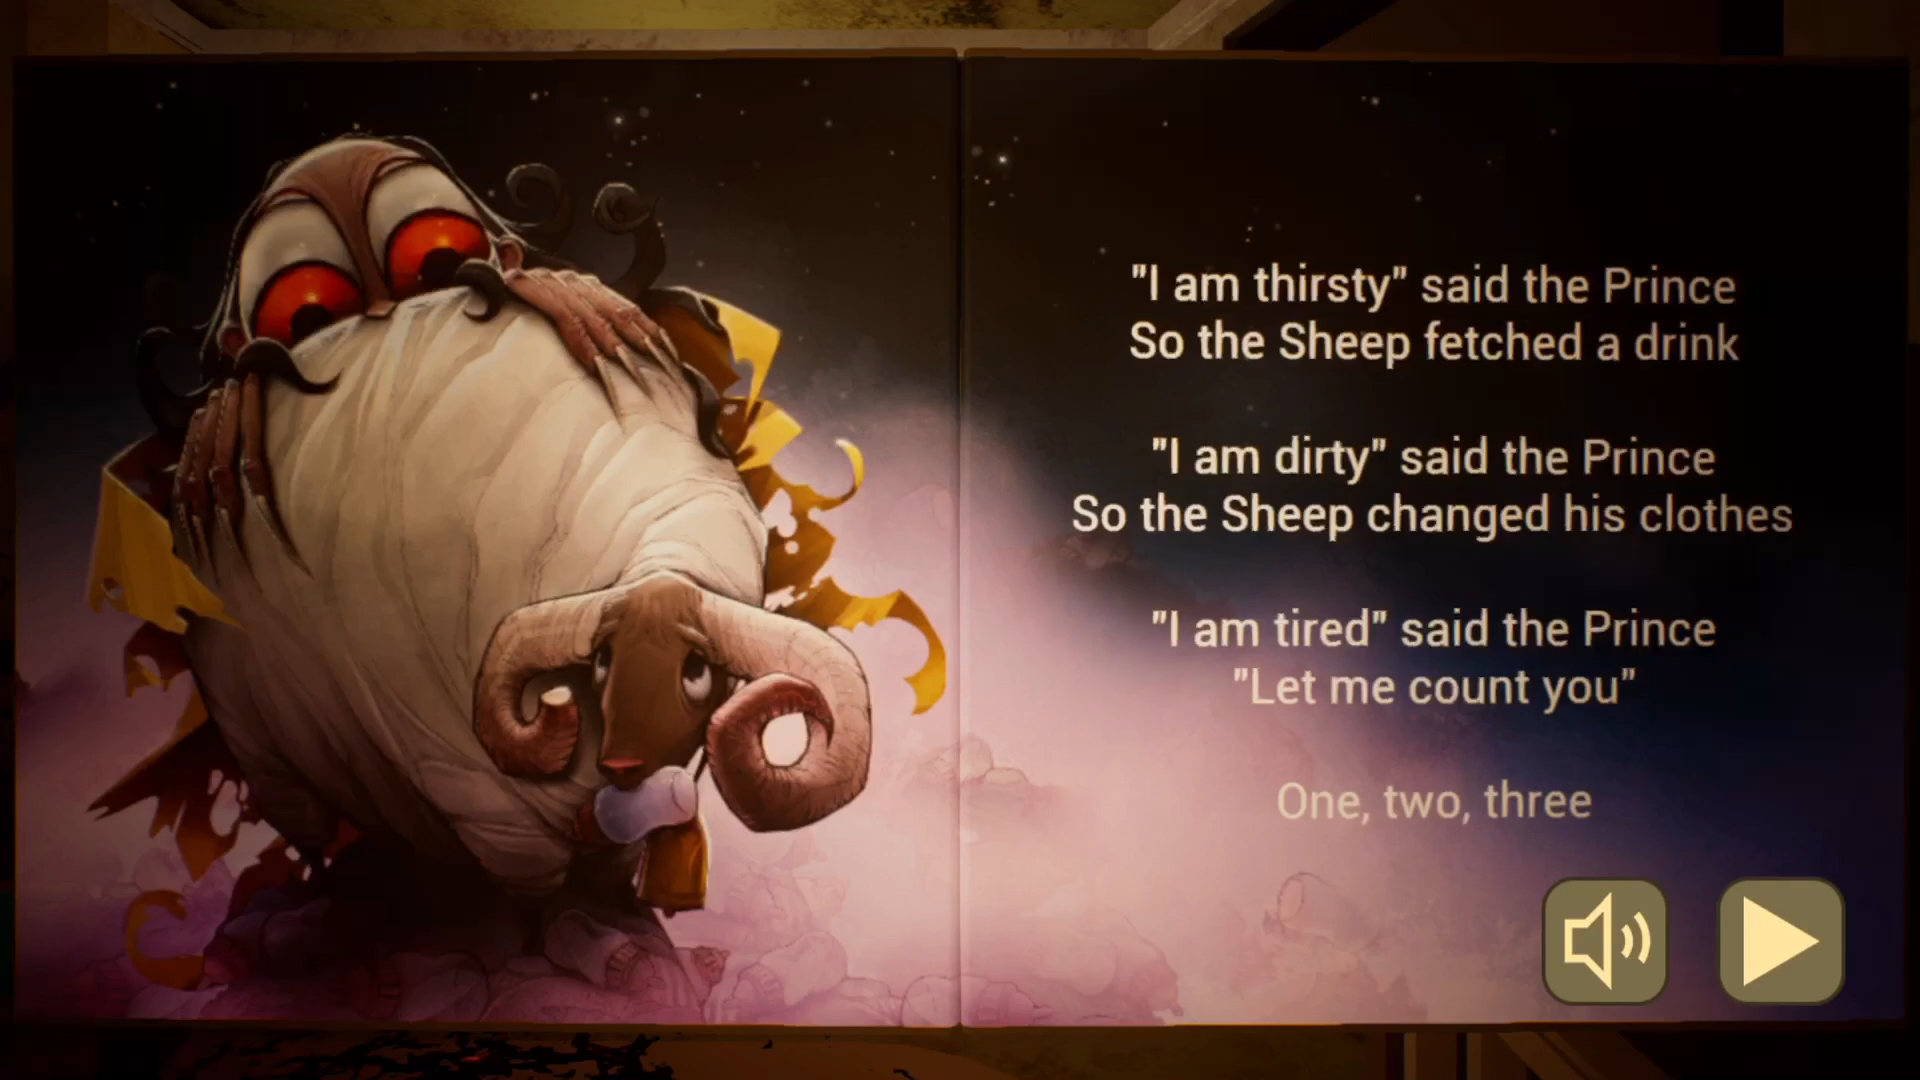 "I am thirsty" said the Prince
So the Sheep fetched a drink
"I am dirty" said the Prince
So the Sheep changed his clothes
"I am tired" said the Prince
"Let me count you"
One, two, three